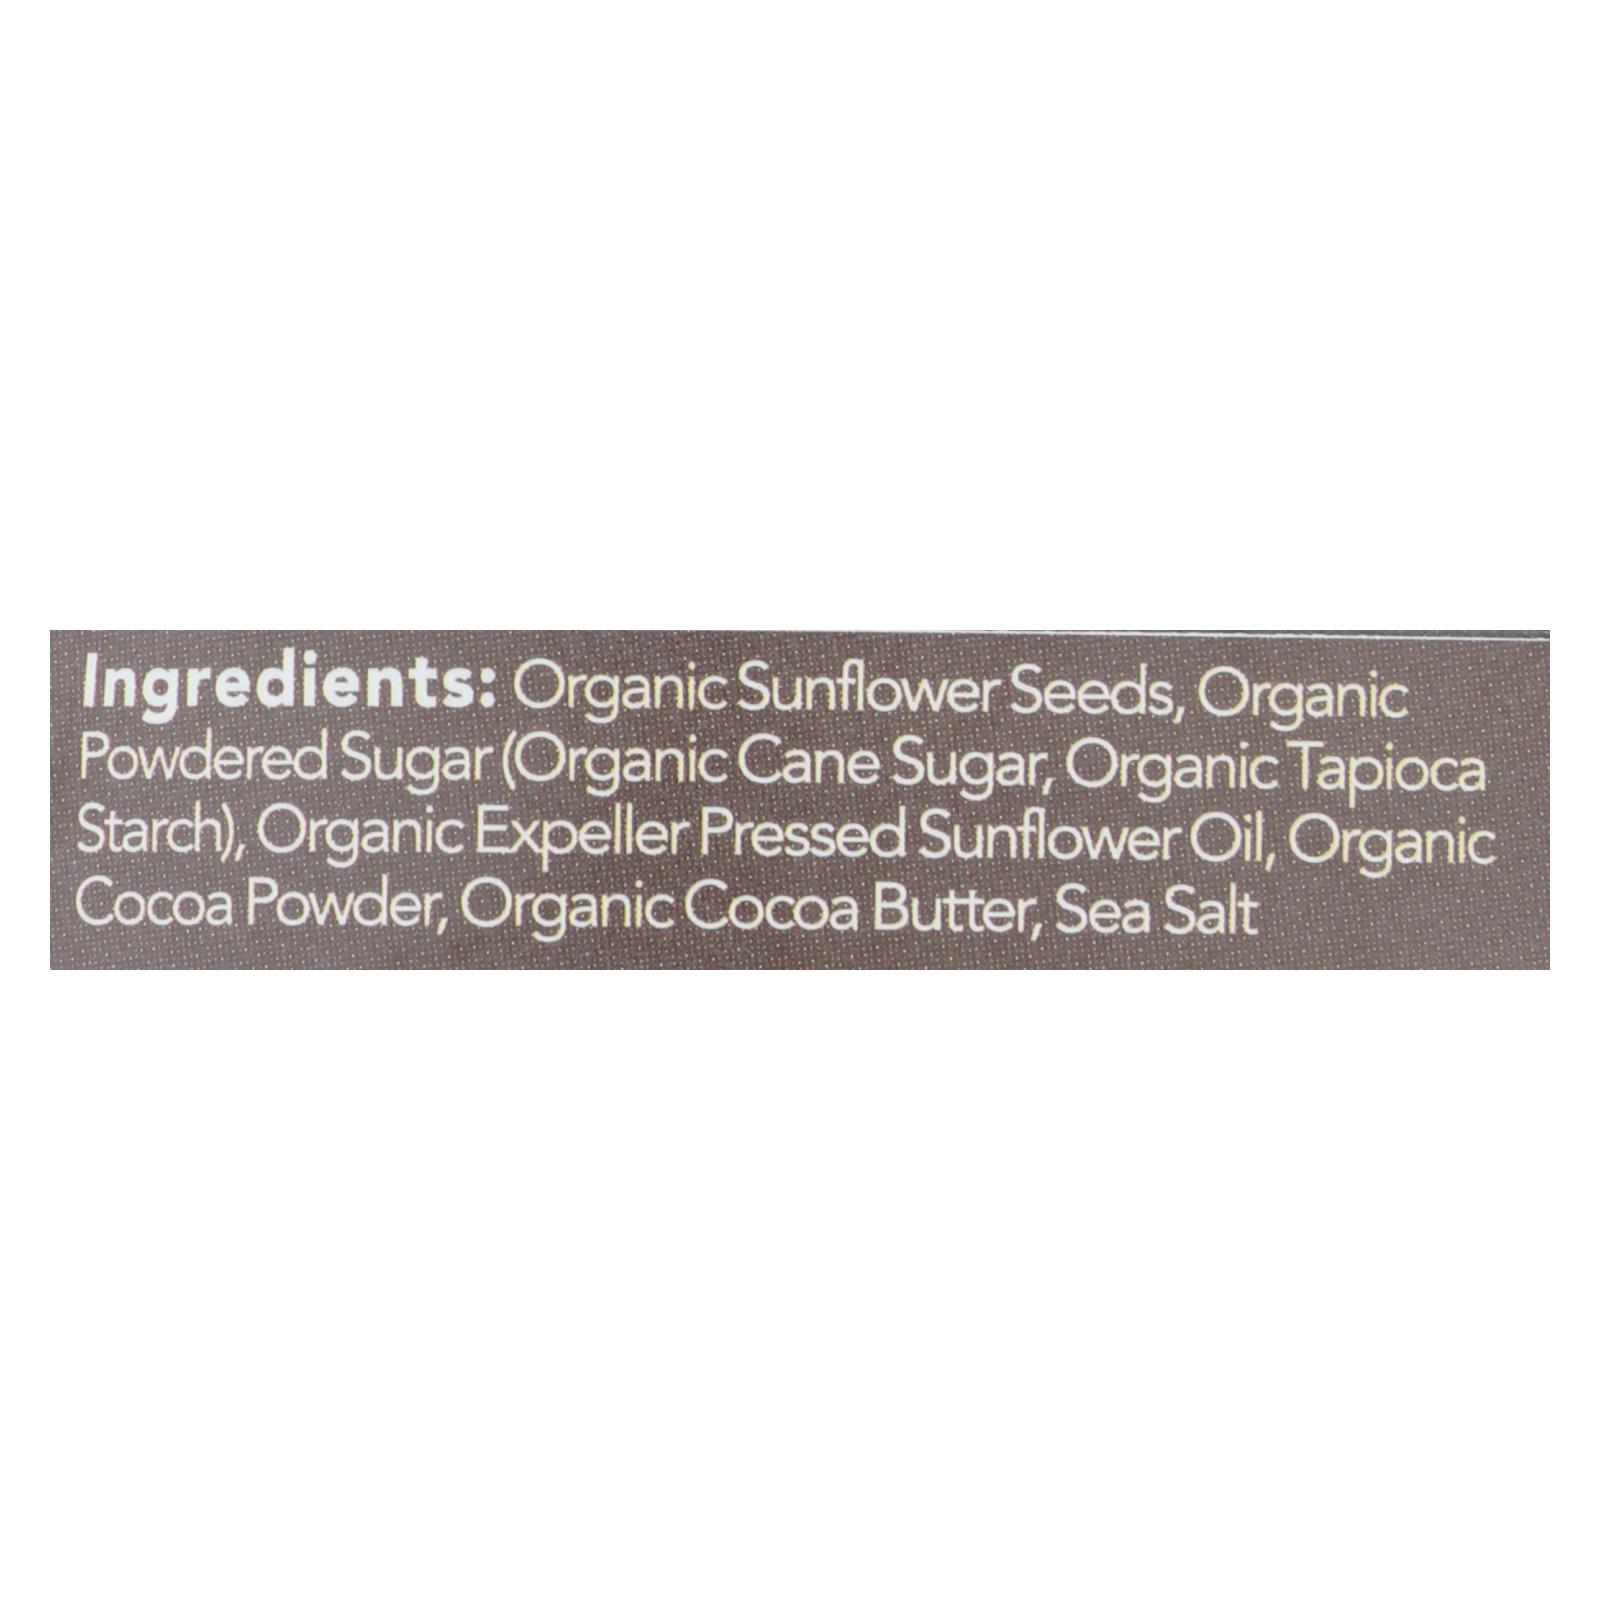 Ingredients: Organic Sunflower Seeds, Organic
Powdered Sugar (Organic Cane Sugar, Organic Tapioca
Starch), Organic Expeller Pressed Sunflower Oil, Organic
Cocoa Powder, Organic Cocoa Butter, Sea Salt